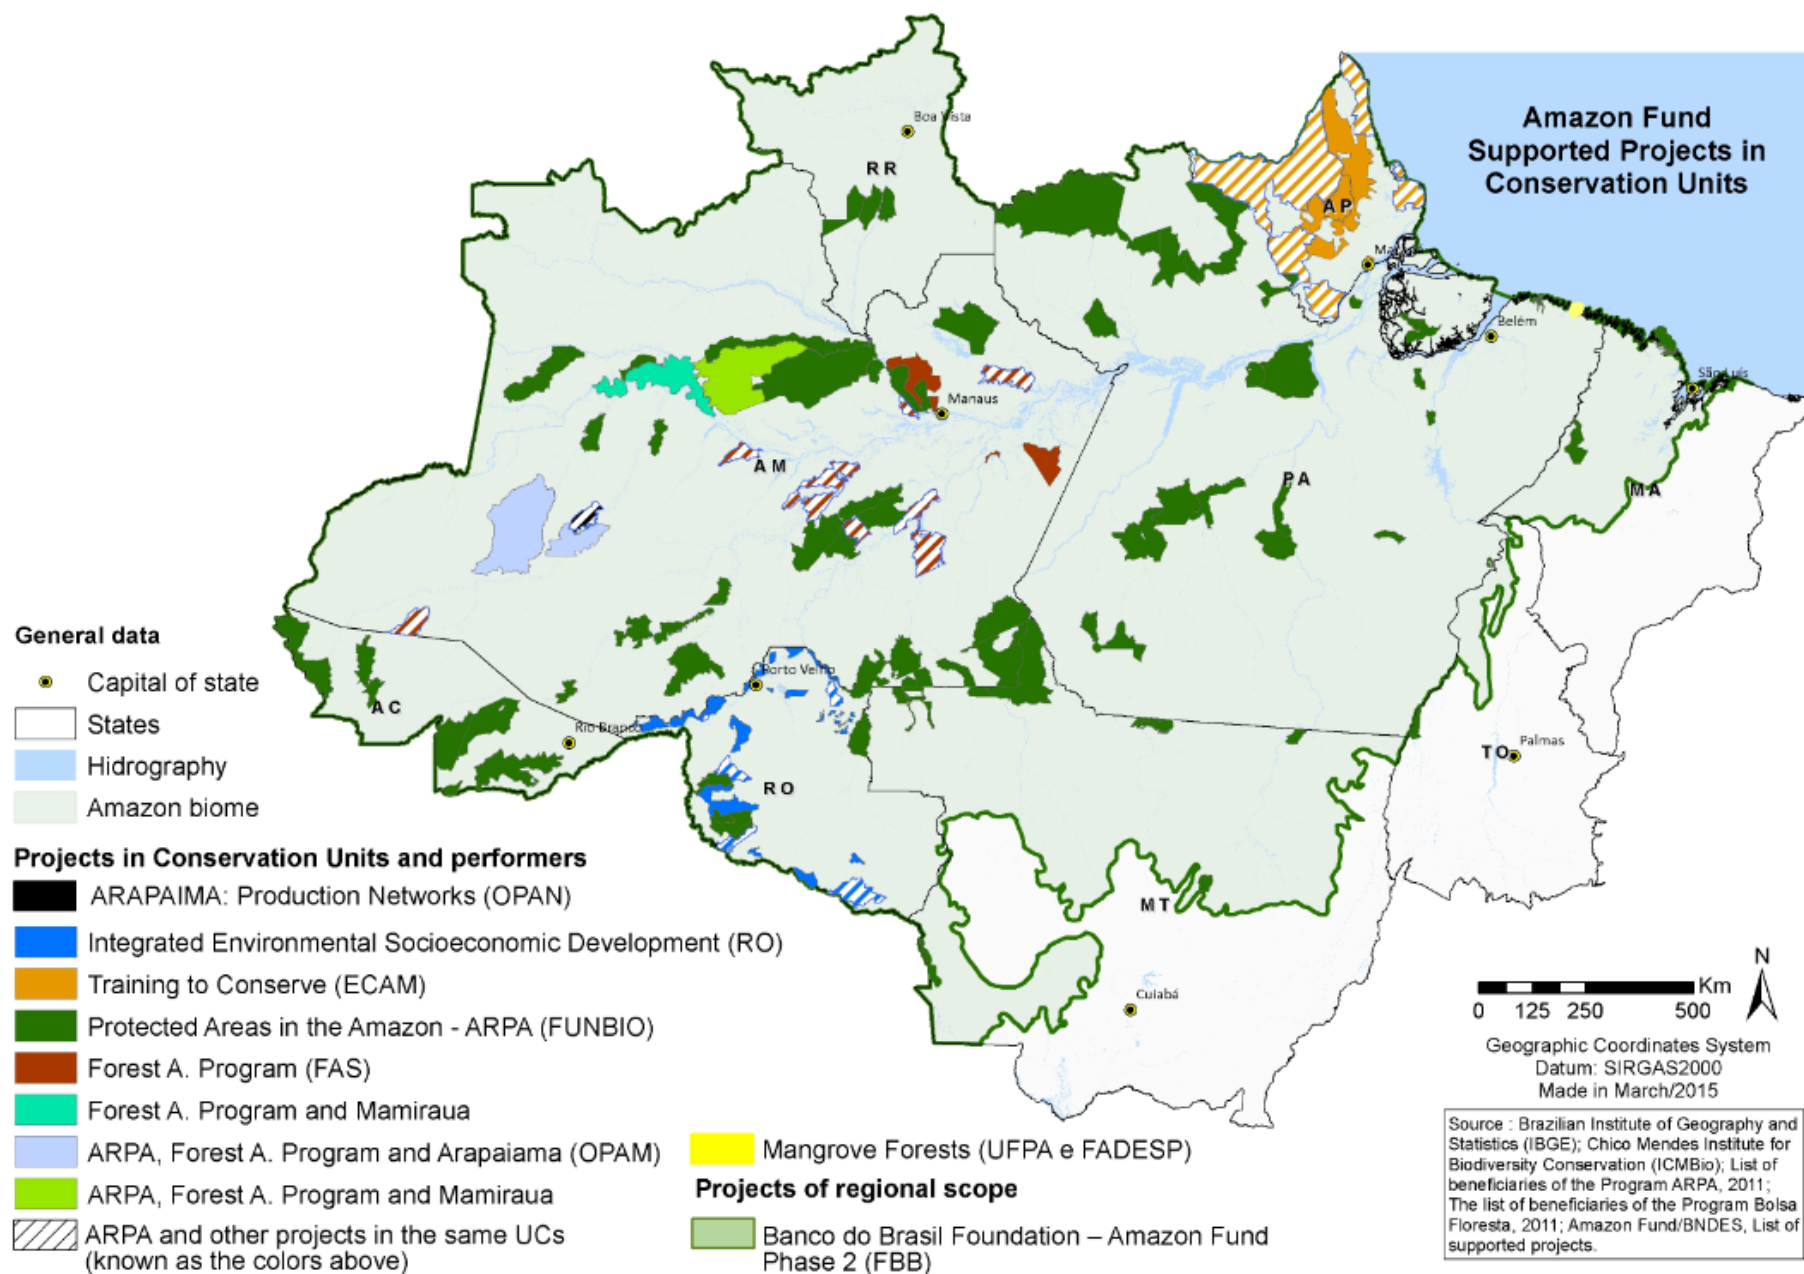 Amazon Fund
Supported Projects in
Conservation Units
Boa Vista
RR
AP
Belém
São Luís
Manaus
AM
PA
MA
Porto Velho
AC
Rio Branco
RO
TO
Palmas
MT
Cuiabá
General data
Capital of state
States
Hidrography
Amazon biome
Projects in Conservation Units and performers
ARAPAIMA: Production Networks (OPAN)
Integrated Environmental Socioeconomic Development (RO)
Training to Conserve (ECAM)
Protected Areas in the Amazon - ARPA (FUNBIO)
Forest A. Program (FAS)
Forest A. Program and Mamiraua
ARPA, Forest A. Program and Arapaiama (OPAM)
ARPA, Forest A. Program and Mamiraua
ARPA and other projects in the same UCs
(known as the colors above)
Mangrove Forests (UFPA e FADESP)
Projects of regional scope
Banco do Brasil Foundation – Amazon Fund
Phase 2 (FBB)
N
Km
0 125 250 500
Geographic Coordinates System
Datum: SIRGAS2000
Made in March/2015
Source : Brazilian Institute of Geography and
Statistics (IBGE); Chico Mendes Institute for
Biodiversity Conservation (ICMBio); List of
beneficiaries of the Program ARPA, 2011;
The list of beneficiaries of the Program Bolsa
Floresta, 2011; Amazon Fund/BNDES, List of
supported projects.